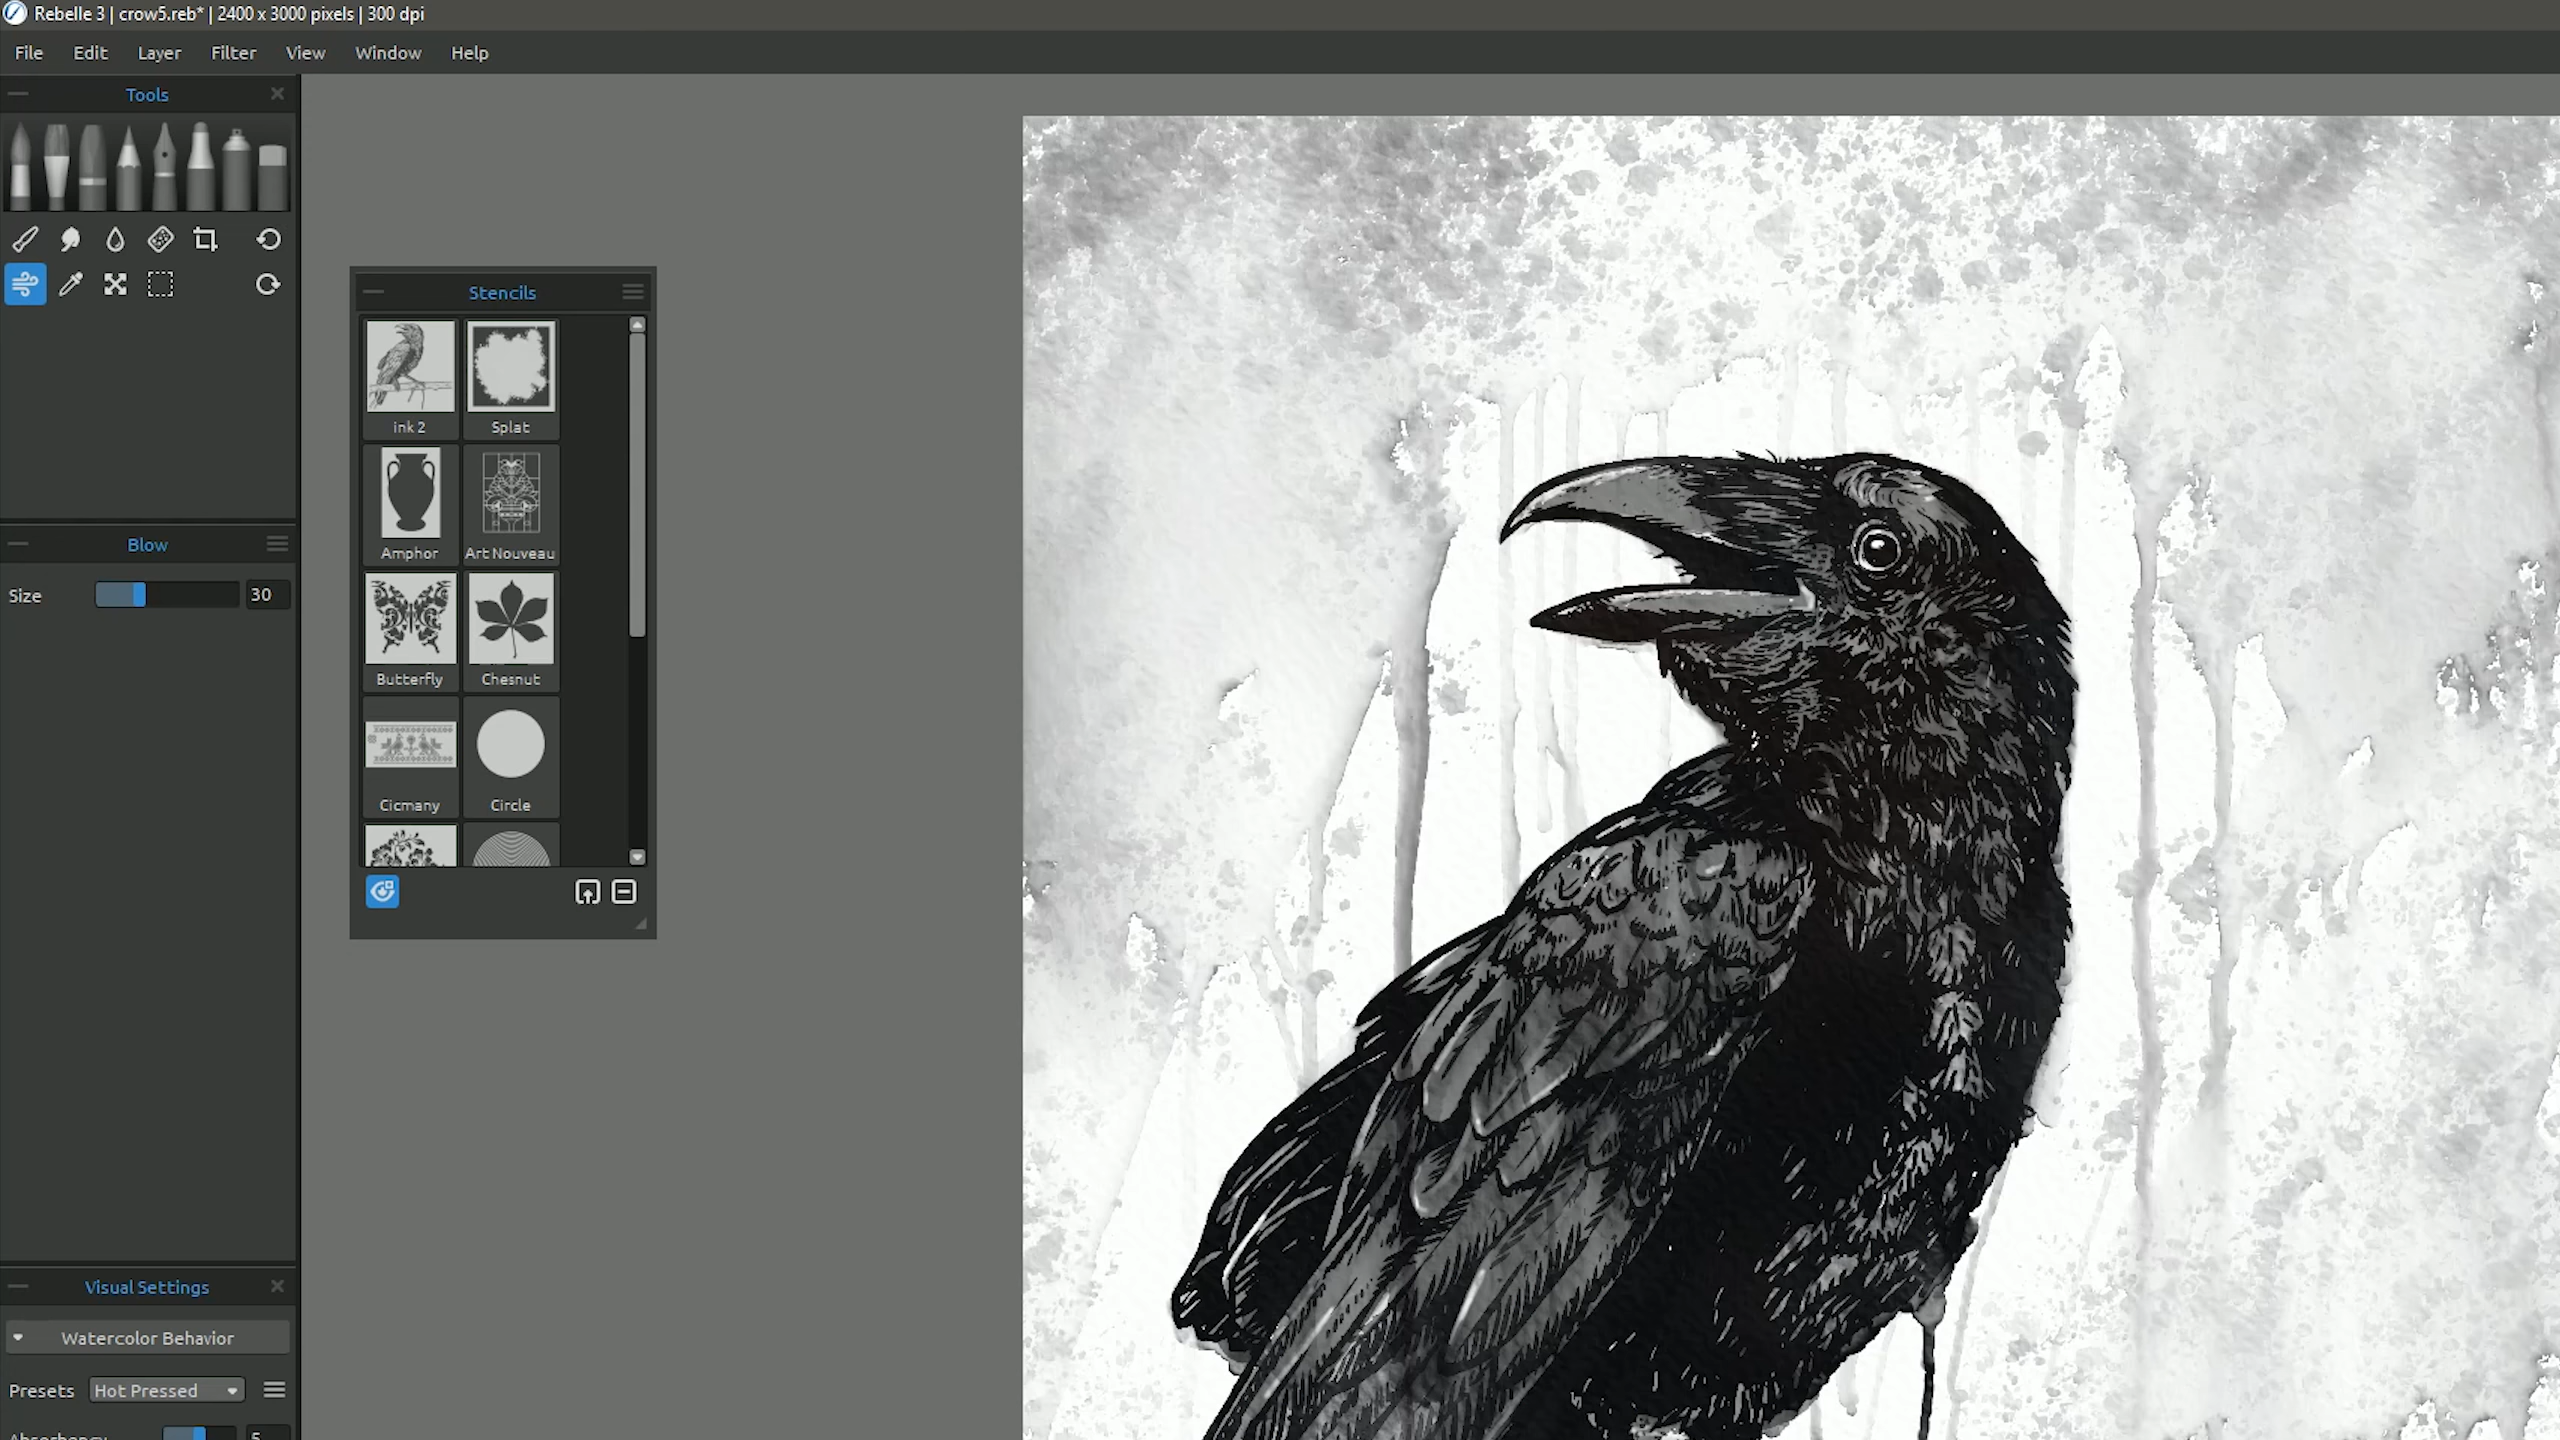 Rebelle 3 | crow5.reb* | 2400 x 3000 pixels | 300 dpi
File Edit Layer Filter View Window Help
Tools
Blow
Size 30
Visual Settings
Watercolor Behavior
Presets Hot Pressed
Absorbency 5
Stencils
ink 2 Splat
Amphor Art Nouveau
Butterfly Chesnut
Cicmany Circle